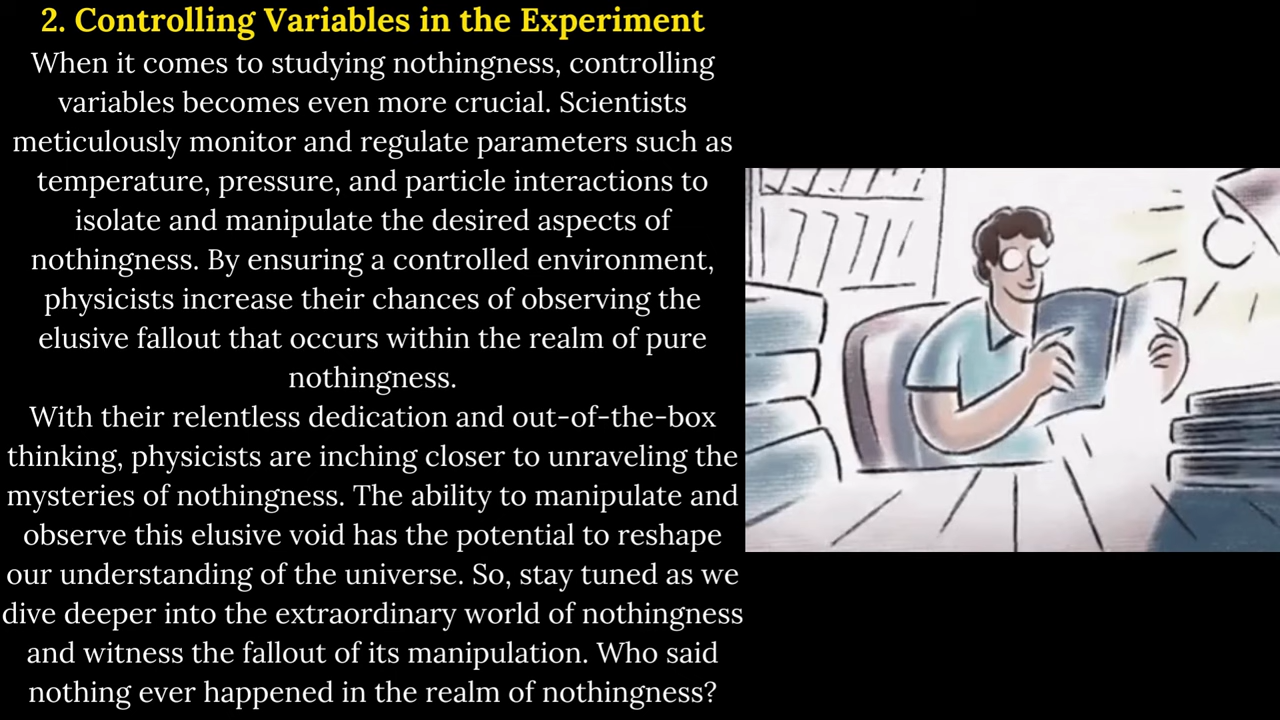 2. Controlling Variables in the Experiment
When it comes to studying nothingness, controlling
variables becomes even more crucial. Scientists
meticulously monitor and regulate parameters such as
temperature, pressure, and particle interactions to
isolate and manipulate the desired aspects of
nothingness. By ensuring a controlled environment,
physicists increase their chances of observing the
elusive fallout that occurs within the realm of pure
nothingness.
With their relentless dedication and out-of-the-box
thinking, physicists are inching closer to unraveling the
mysteries of nothingness. The ability to manipulate and
observe this elusive void has the potential to reshape
our understanding of the universe. So, stay tuned as we
dive deeper into the extraordinary world of nothingness
and witness the fallout of its manipulation. Who said
nothing ever happened in the realm of nothingness?